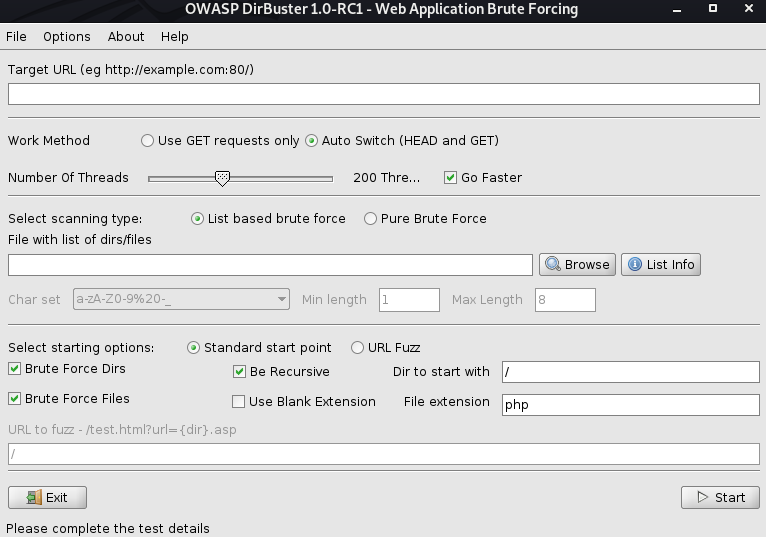 OWASP DirBuster 1.0-RC1 - Web Application Brute Forcing
File Options About Help
Target URL (eg http://example.com:80/)
Work Method Use GET requests only Auto Switch (HEAD and GET)
Number Of Threads 200 Thre... Go Faster
Select scanning type: List based brute force Pure Brute Force
File with list of dirs/files
Browse List Info
Char set a-zA-Z0-9%20-_ Min length 1 Max Length 8
Select starting options: Standard start point URL Fuzz
Brute Force Dirs Be Recursive Dir to start with /
Brute Force Files Use Blank Extension File extension php
URL to fuzz - /test.html?url={dir}.asp
/
Exit Start
Please complete the test details